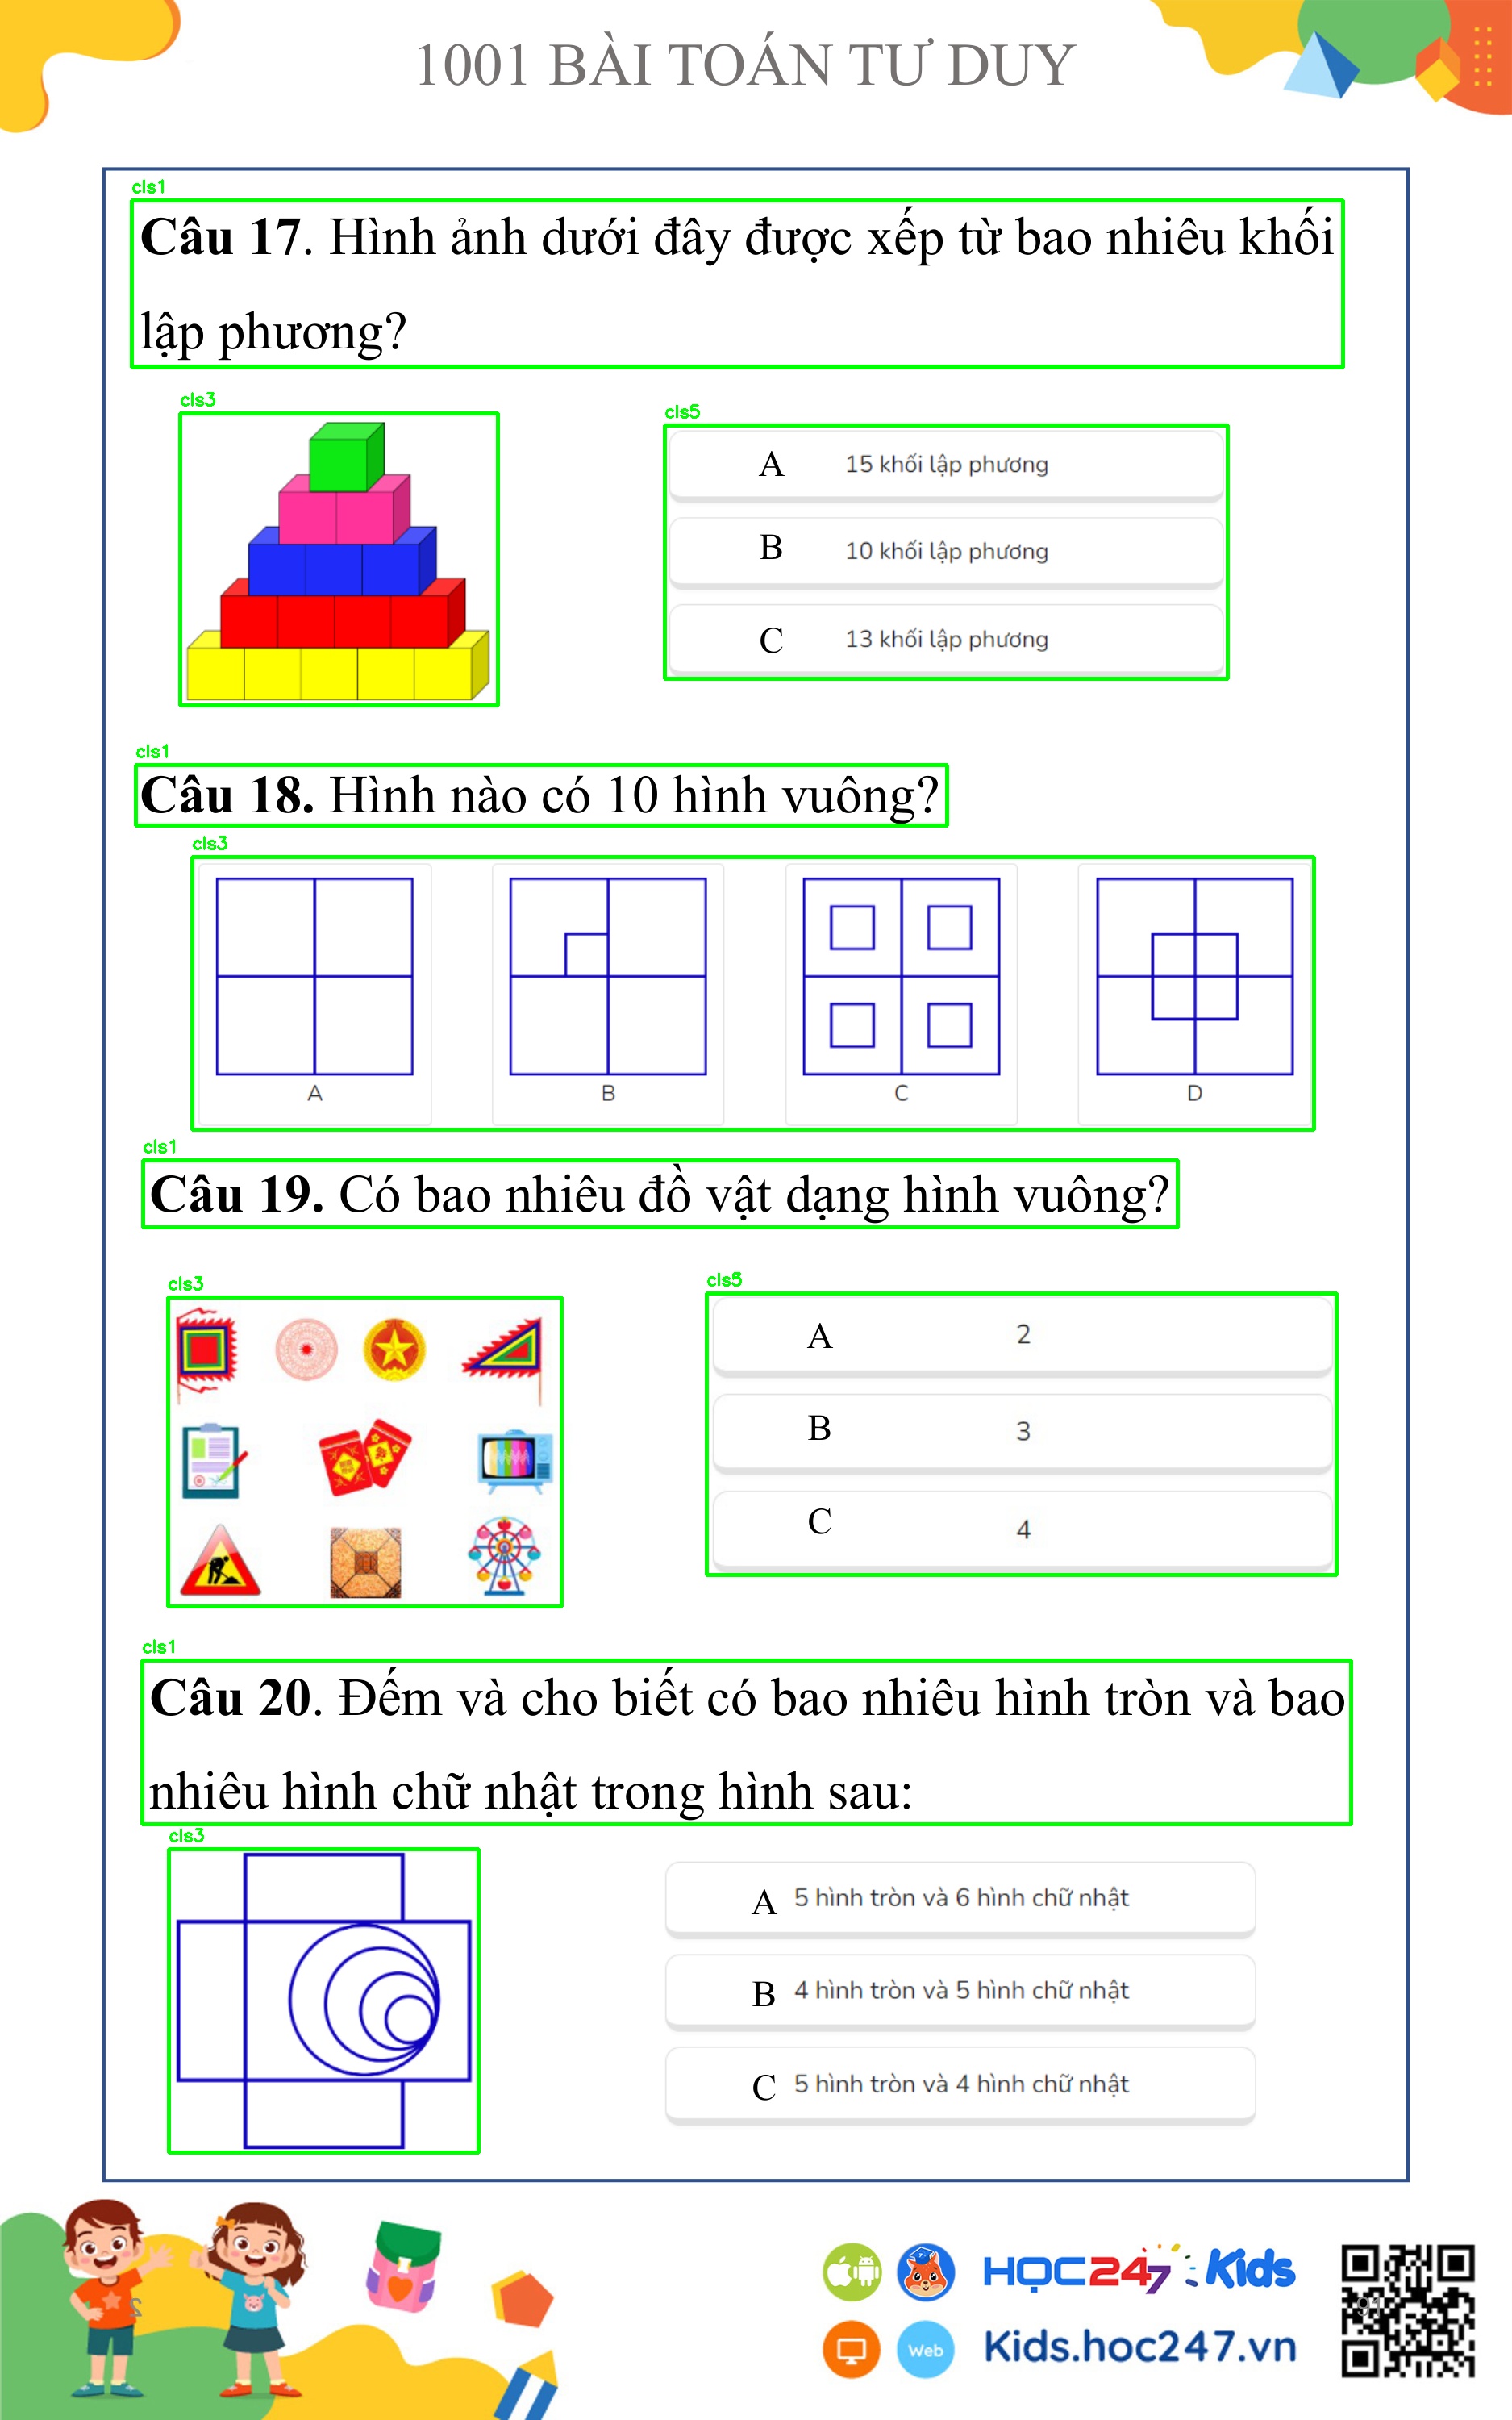 1001 BÀI TOÁN TƯ DUY
cls1
Câu 17. Hình ảnh dưới đây được xếp từ bao nhiêu khối
lập phương?
cls3
cls5
A 15 khối lập phương
B 10 khối lập phương
C 13 khối lập phương
cls1
Câu 18. Hình nào có 10 hình vuông?
cls3
A B C D
cls1
Câu 19. Có bao nhiêu đồ vật dạng hình vuông?
cls3
A 2
B 3
C 4
cls1
Câu 20. Đếm và cho biết có bao nhiêu hình tròn và bao
nhiêu hình chữ nhật trong hình sau:
cls3
A 5 hình tròn và 6 hình chữ nhật
B 4 hình tròn và 5 hình chữ nhật
C 5 hình tròn và 4 hình chữ nhật
HỌC247 Kids
Web Kids.hoc247.vn
2
91